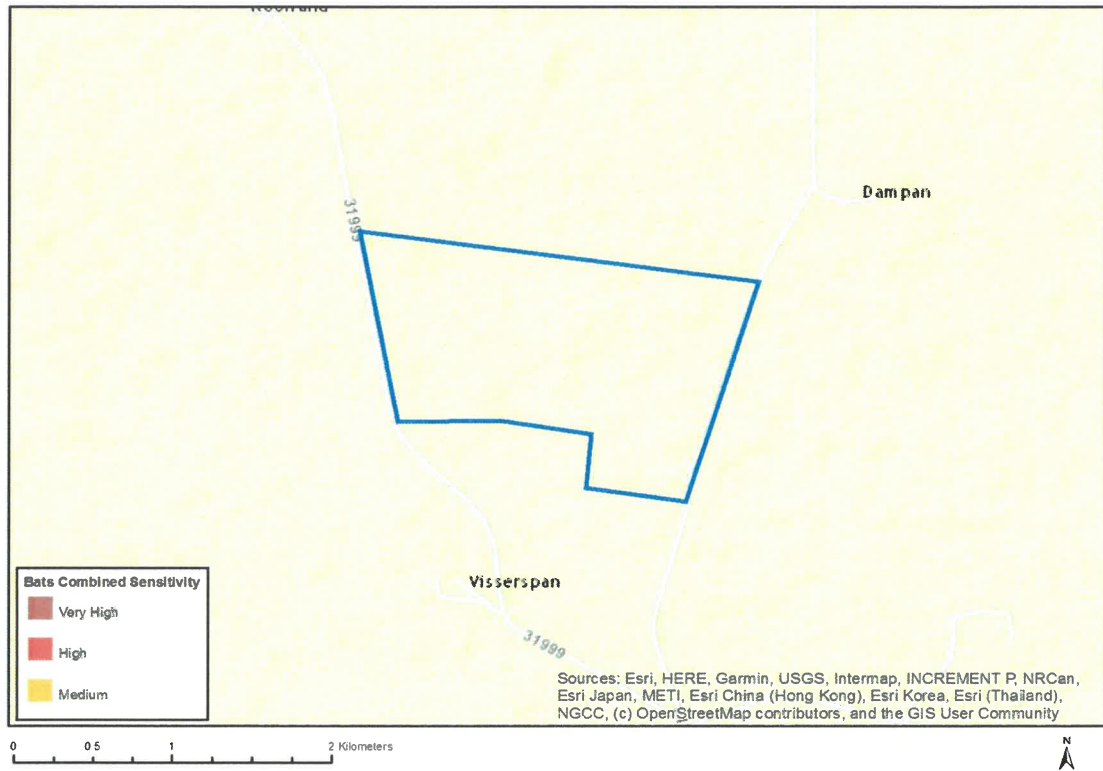 31999
Dampan
Visserspan
31999
Bats Combined Sensitivity
Very High
High
Medium
Sources: Esri, HERE, Garmin, USGS, Intermap, INCREMENT P, NRCan,
Esri Japan, METI, Esri China (Hong Kong), Esri Korea, Esri (Thailand),
NGCC, (c) OpenStreetMap contributors, and the GIS User Community
0 0.5 1 2 Kilometers
N